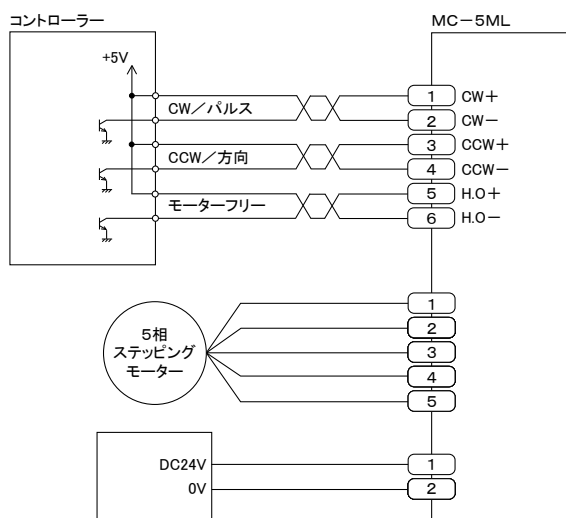 コントローラー
MC-5ML
+5V
CW/パルス
1 CW+
2 CW-
CCW/方向
3 CCW+
4 CCW-
モーターフリー
5 H.O+
6 H.O-
5相
ステッピング
モーター
1
2
3
4
5
DC24V
1
0V
2